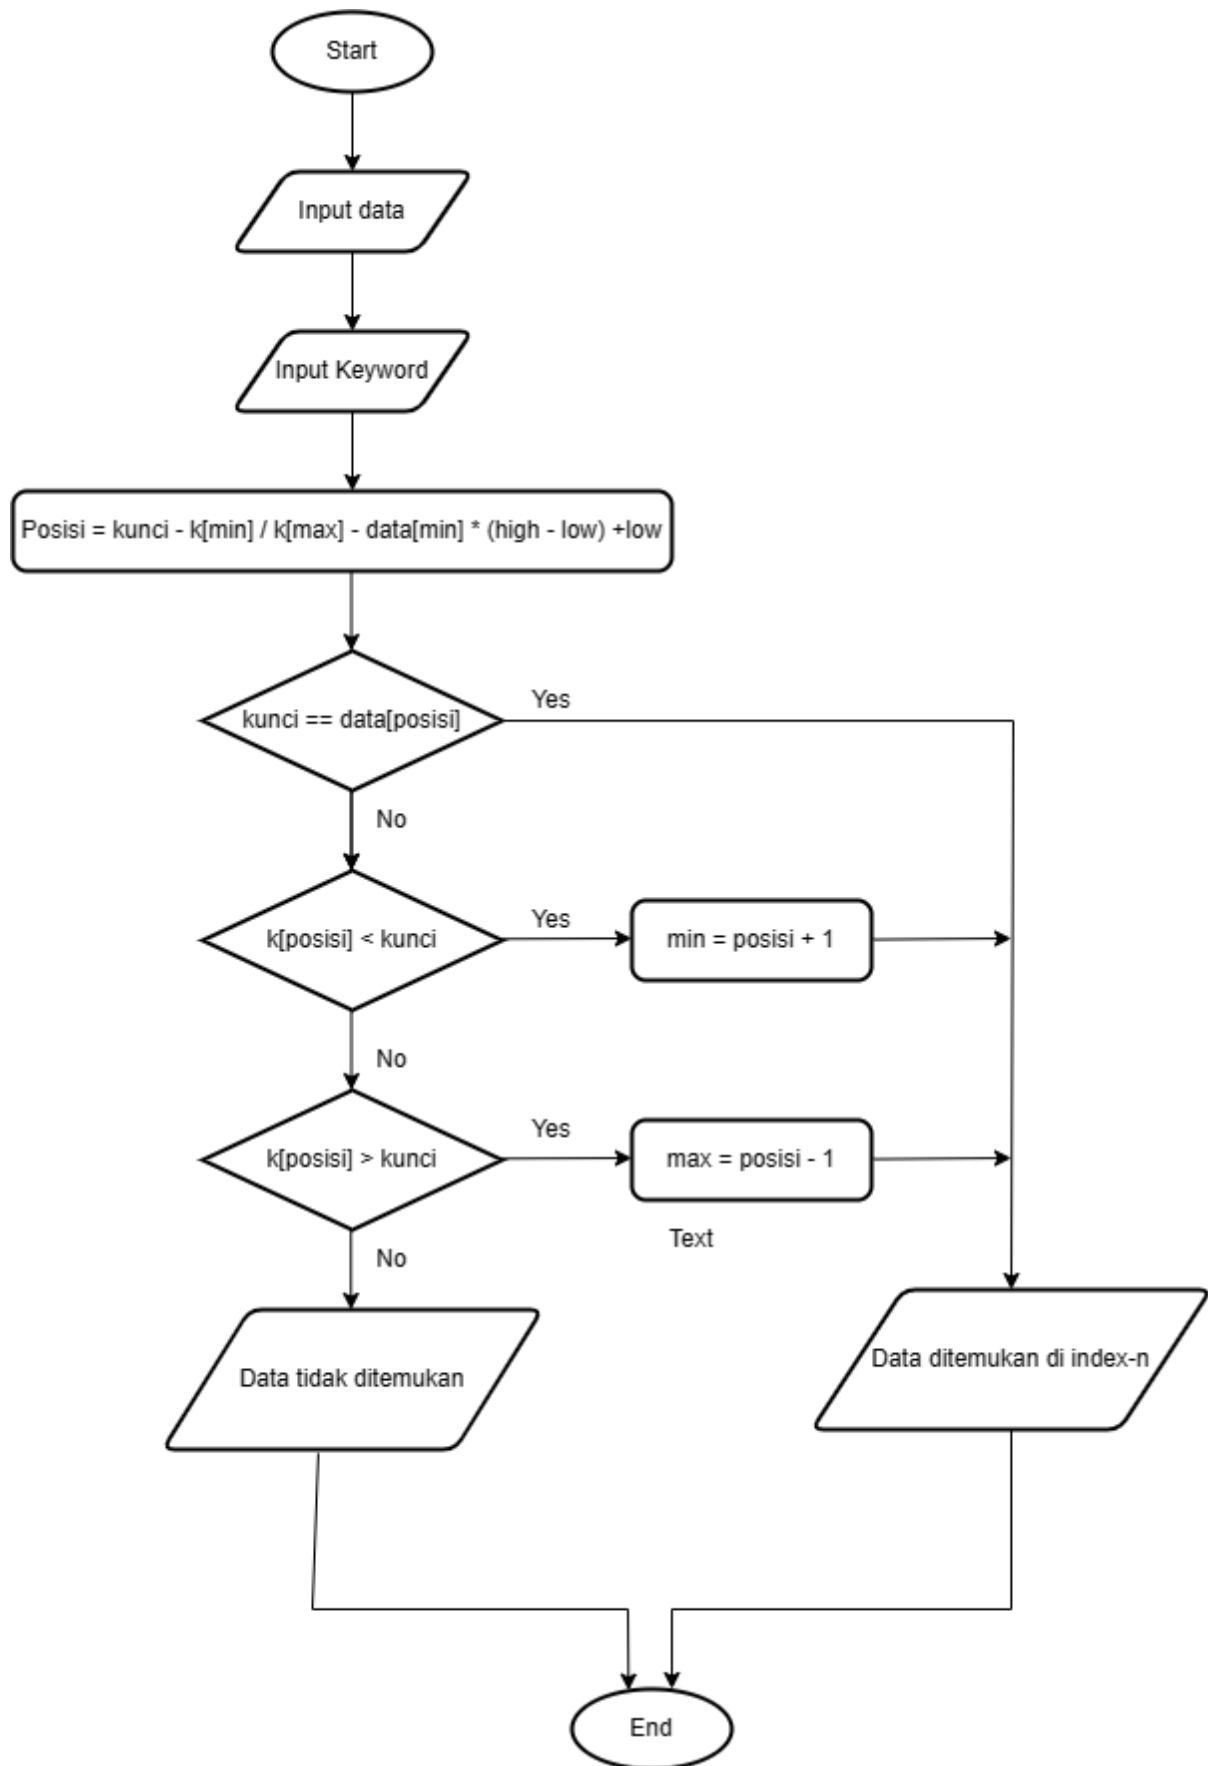 Start
Input data
Input Keyword
Posisi = kunci - k[min] / k[max] - data[min] * (high - low) +low
kunci == data[posisi]
Yes
No
k[posisi] < kunci
Yes
min = posisi + 1
No
k[posisi] > kunci
Yes
max = posisi - 1
Text
No
Data tidak ditemukan
Data ditemukan di index-n
End